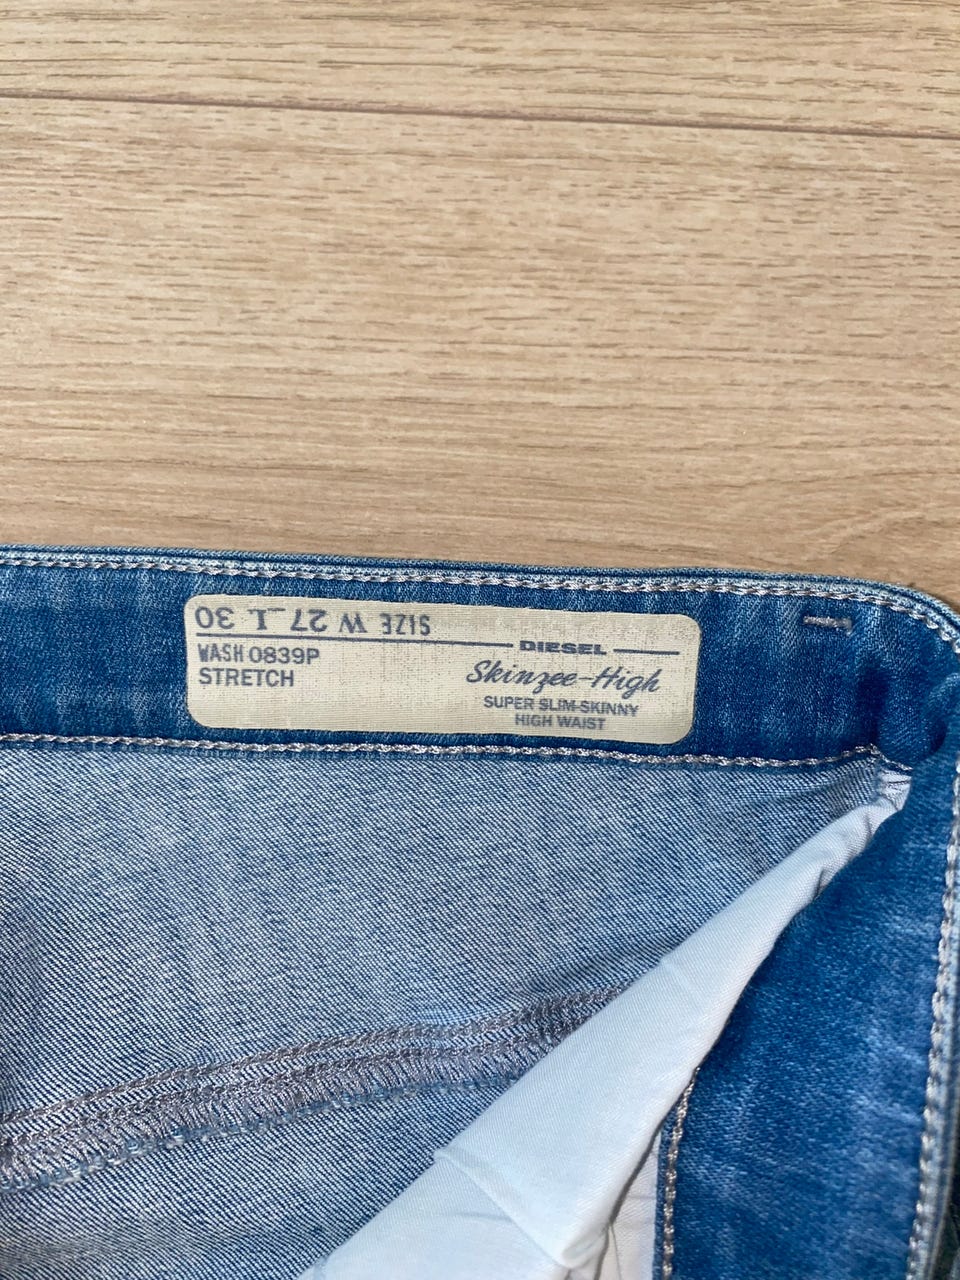 SIZE W 27 L 30
DIESEL
WASH 0839P
STRETCH
Skinzee-High
SUPER SLIM-SKINNY
HIGH WAIST